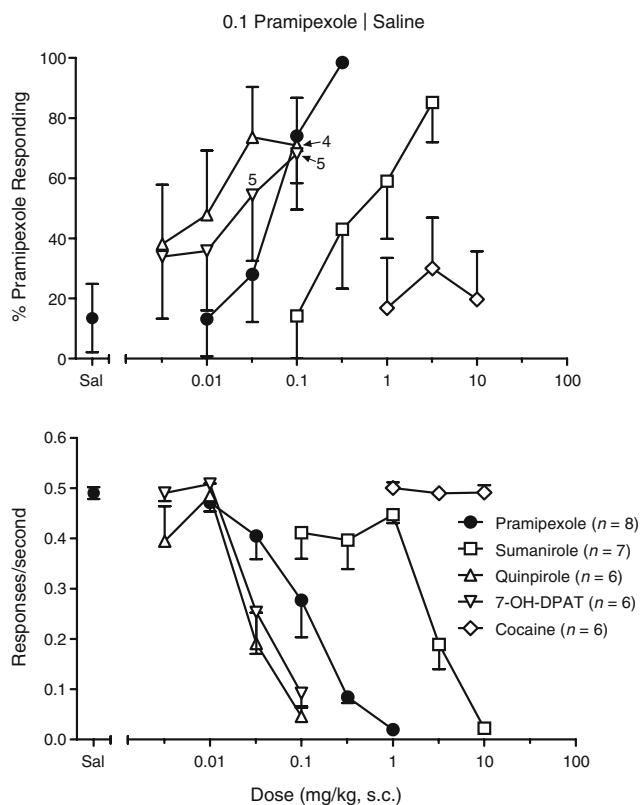 0.1 Pramipexole | Saline
% Pramipexole Responding
100
80
60
40
20
0
4
5
5
Sal
0.01
0.1
1
10
100
Responses/second
0.6
0.5
0.4
0.3
0.2
0.1
0.0
Pramipexole (n = 8)
Sumanirole (n = 7)
Quinpirole (n = 6)
7-OH-DPAT (n = 6)
Cocaine (n = 6)
Sal
0.01
0.1
1
10
100
Dose (mg/kg, s.c.)